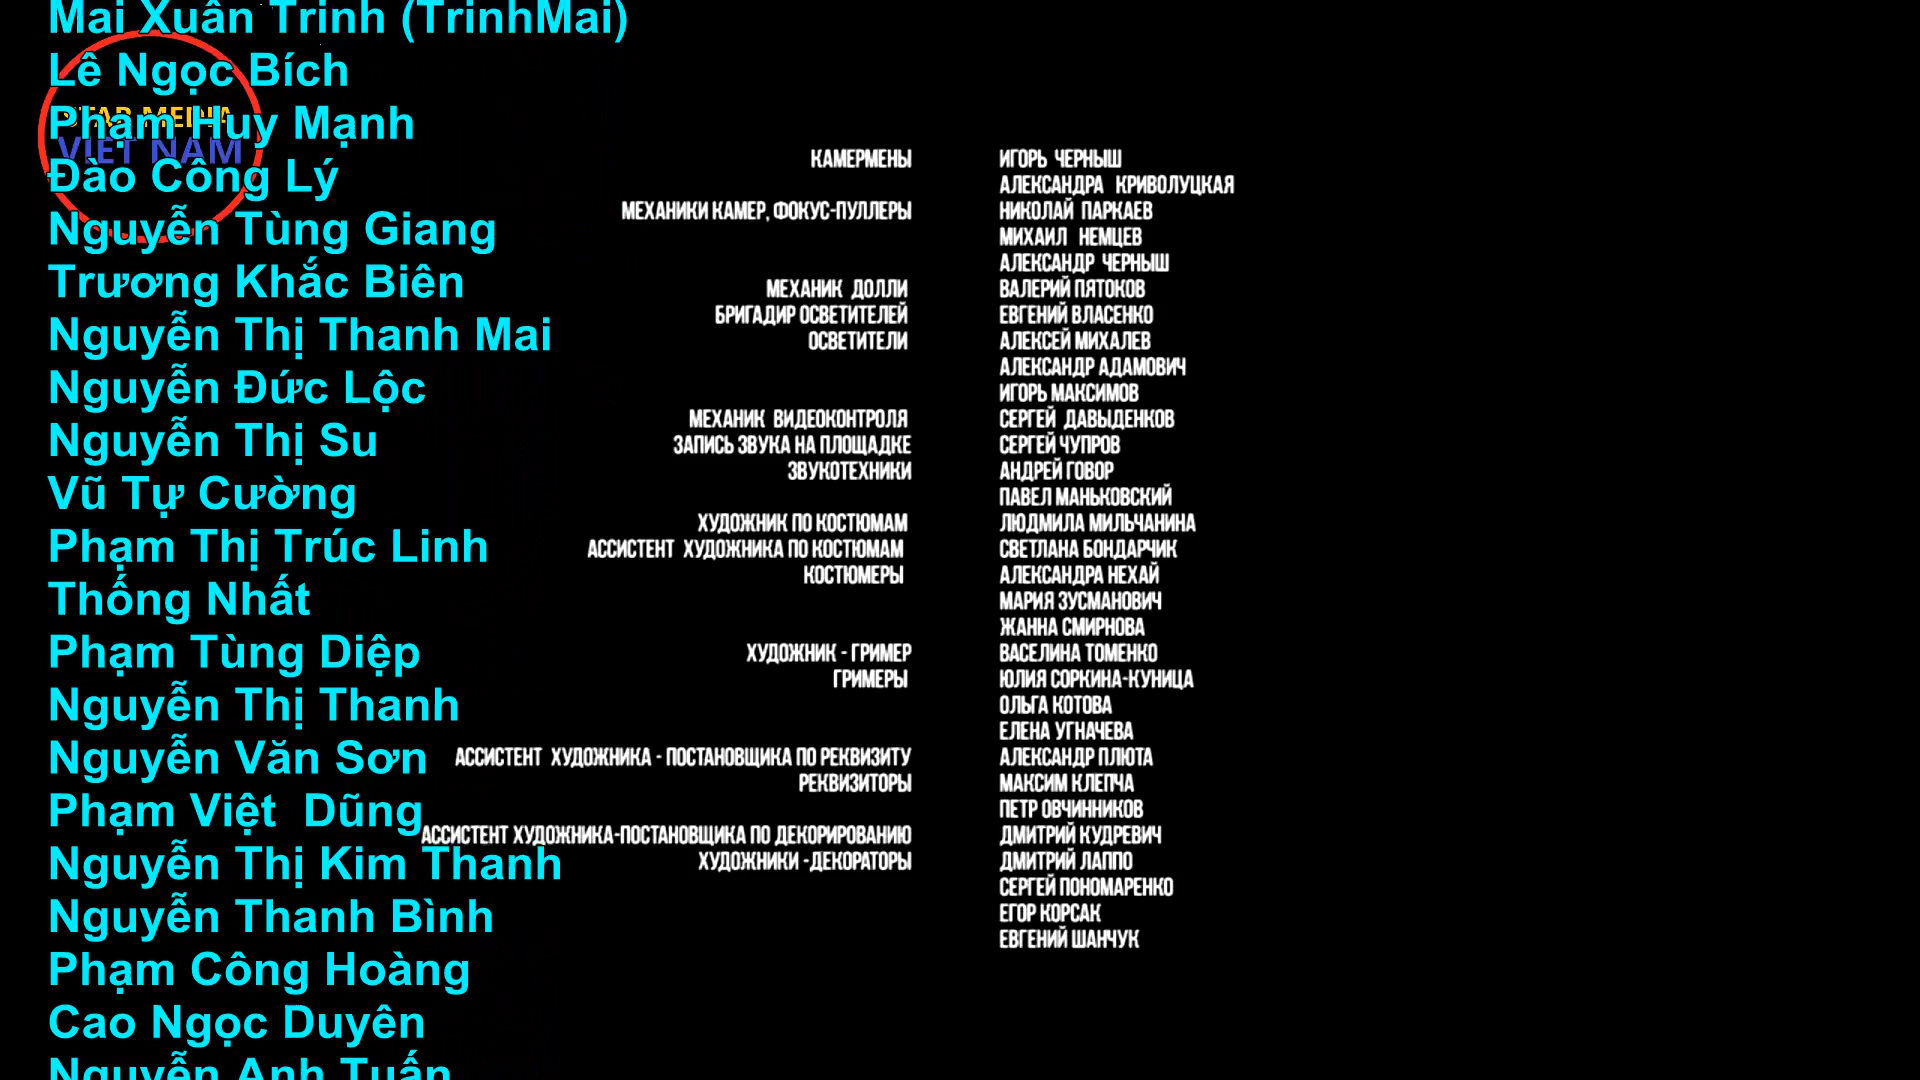 Mai Xuân Trinh (TrinhMai)
Lê Ngọc Bích
Phạm Huy Mạnh
Đào Công Lý
Nguyễn Tùng Giang
Trương Khắc Biên
Nguyễn Thị Thanh Mai
Nguyễn Đức Lộc
Nguyễn Thị Su
Vũ Tự Cường
Phạm Thị Trúc Linh
Thống Nhất
Phạm Tùng Diệp
Nguyễn Thị Thanh
Nguyễn Văn Sơn
Phạm Việt Dũng
Nguyễn Thị Kim Thanh
Nguyễn Thanh Bình
Phạm Công Hoàng
Cao Ngọc Duyên
Nguyễn Anh Tuấn
STAR MEDIA
VIỆT NAM
КАМЕРМЕНЫ ИГОРЬ ЧЕРНЫШ
АЛЕКСАНДРА КРИВОЛУЦКАЯ
МЕХАНИКИ КАМЕР, ФОКУС-ПУЛЛЕРЫ НИКОЛАЙ ПАРКАЕВ
МИХАИЛ НЕМЦЕВ
АЛЕКСАНДР ЧЕРНЫШ
МЕХАНИК ДОЛЛИ ВАЛЕРИЙ ПЯТОКОВ
БРИГАДИР ОСВЕТИТЕЛЕЙ ЕВГЕНИЙ ВЛАСЕНКО
ОСВЕТИТЕЛИ АЛЕКСЕЙ МИХАЛЕВ
АЛЕКСАНДР АДАМОВИЧ
ИГОРЬ МАКСИМОВ
МЕХАНИК ВИДЕОКОНТРОЛЯ СЕРГЕЙ ДАВЫДЕНКОВ
ЗАПИСЬ ЗВУКА НА ПЛОЩАДКЕ СЕРГЕЙ ЧУПРОВ
ЗВУКОТЕХНИКИ АНДРЕЙ ГОВОР
ПАВЕЛ МАНЬКОВСКИЙ
ХУДОЖНИК ПО КОСТЮМАМ ЛЮДМИЛА МИЛЬЧАНИНА
АССИСТЕНТ ХУДОЖНИКА ПО КОСТЮМАМ СВЕТЛАНА БОНДАРЧИК
КОСТЮМЕРЫ АЛЕКСАНДРА НЕХАЙ
МАРИЯ ЗУСМАНОВИЧ
ЖАННА СМИРНОВА
ХУДОЖНИК - ГРИМЕР ВАСЕЛИНА ТОМЕНКО
ГРИМЕРЫ ЮЛИЯ СОРКИНА-КУНИЦА
ОЛЬГА КОТОВА
ЕЛЕНА УГНАЧЕВА
АССИСТЕНТ ХУДОЖНИКА - ПОСТАНОВЩИКА ПО РЕКВИЗИТУ АЛЕКСАНДР ПЛЮТА
РЕКВИЗИТОРЫ МАКСИМ КЛЕПЧА
ПЕТР ОВЧИННИКОВ
АССИСТЕНТ ХУДОЖНИКА-ПОСТАНОВЩИКА ПО ДЕКОРИРОВАНИЮ ДМИТРИЙ КУДРЕВИЧ
ХУДОЖНИКИ -ДЕКОРАТОРЫ ДМИТРИЙ ЛАППО
СЕРГЕЙ ПОНОМАРЕНКО
ЕГОР КОРСАК
ЕВГЕНИЙ ШАНЧУК